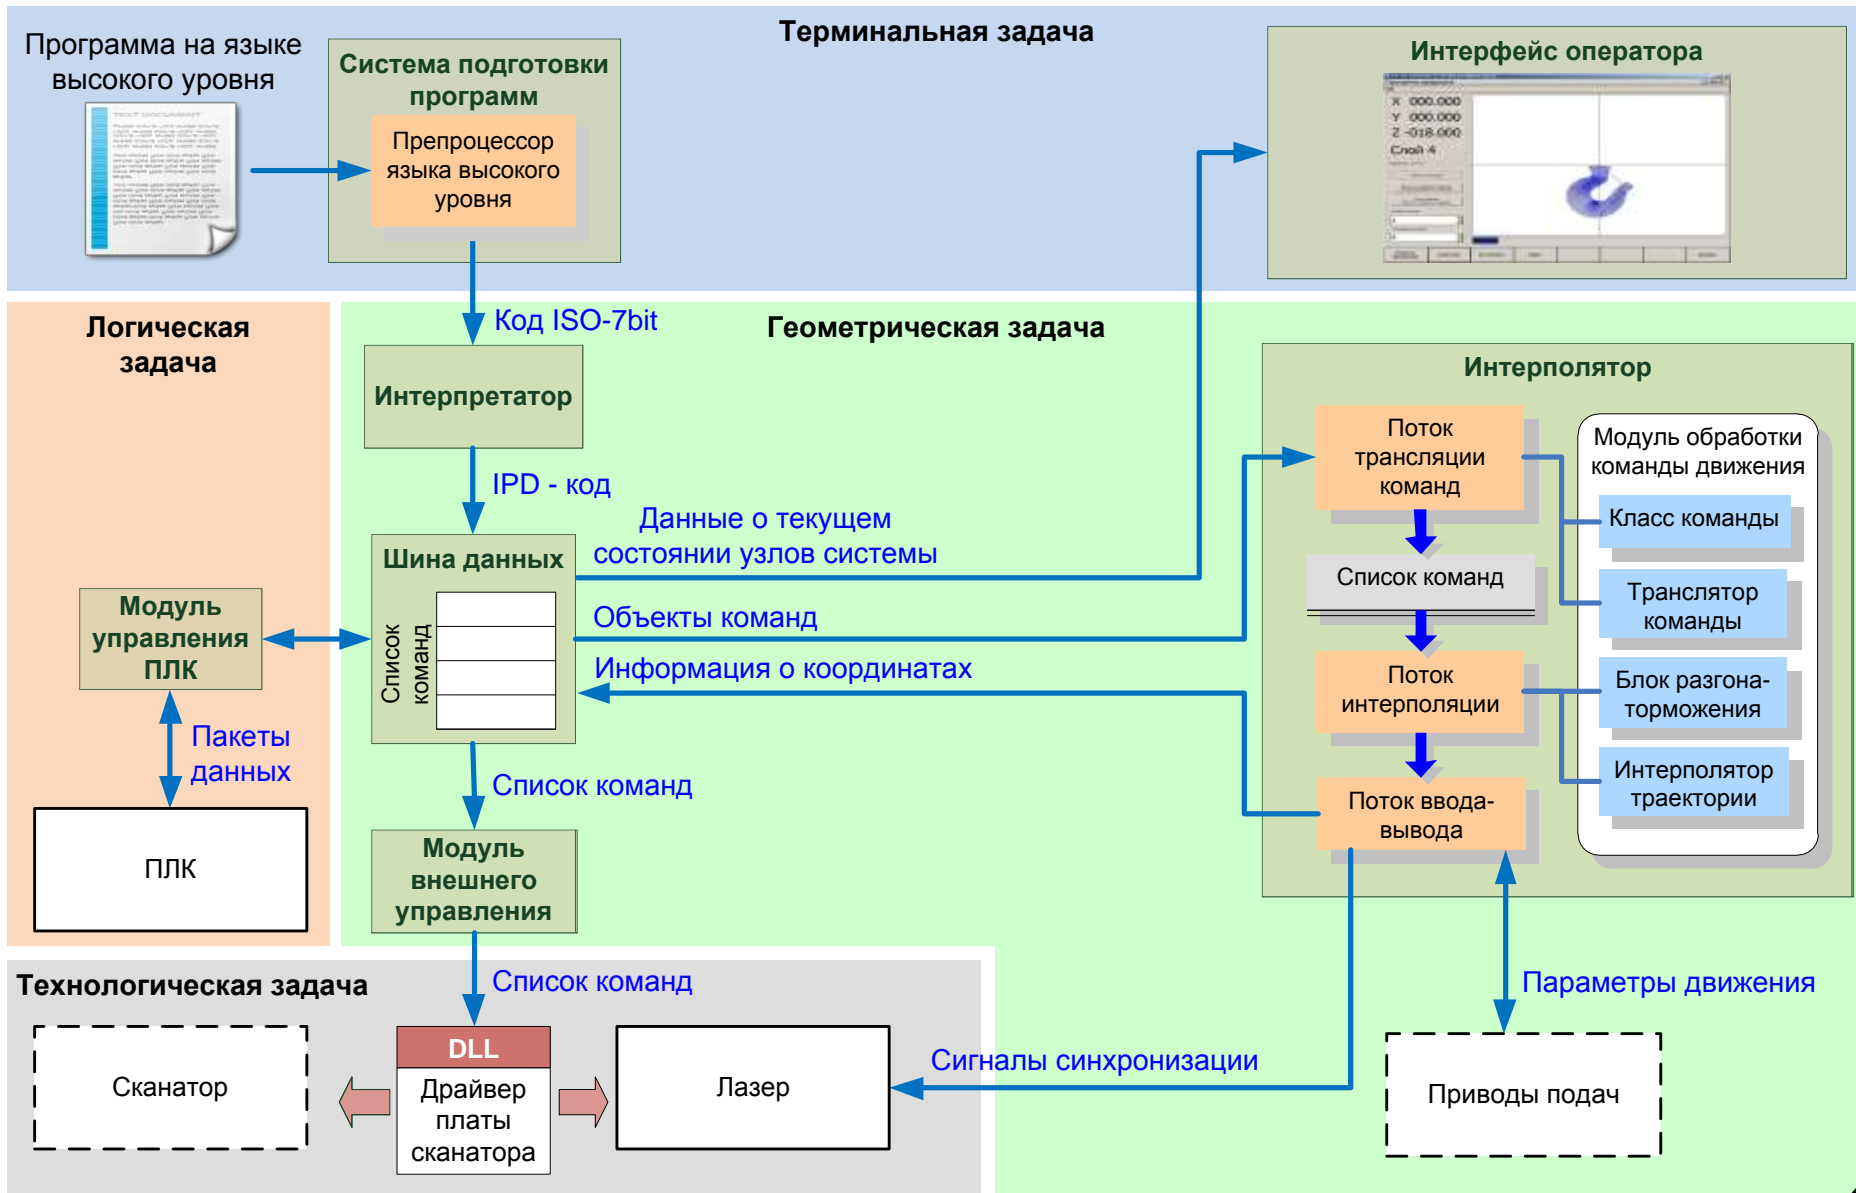 Терминальная задача
Программа на языке
высокого уровня
TEXT DOCUMENT
Система подготовки
программ
Препроцессор
языка высокого
уровня
Интерфейс оператора
X 000.000
Y 000.000
Z -018.000
Слой 4
Логическая
задача
Код ISO-7bit
Геометрическая задача
Интерпретатор
IPD - код
Данные о текущем
состоянии узлов системы
Шина данных
Список
команд
Объекты команд
Информация о координатах
Модуль
управления
ПЛК
Пакеты
данных
ПЛК
Список команд
Модуль
внешнего
управления
Список команд
Интерполятор
Поток
трансляции
команд
Список команд
Поток
интерполяции
Поток ввода-
вывода
Модуль обработки
команды движения
Класс команды
Транслятор
команды
Блок разгона-
торможения
Интерполятор
траектории
Параметры движения
Приводы подач
Технологическая задача
Сканатор
DLL
Драйвер
платы
сканатора
Лазер
Сигналы синхронизации